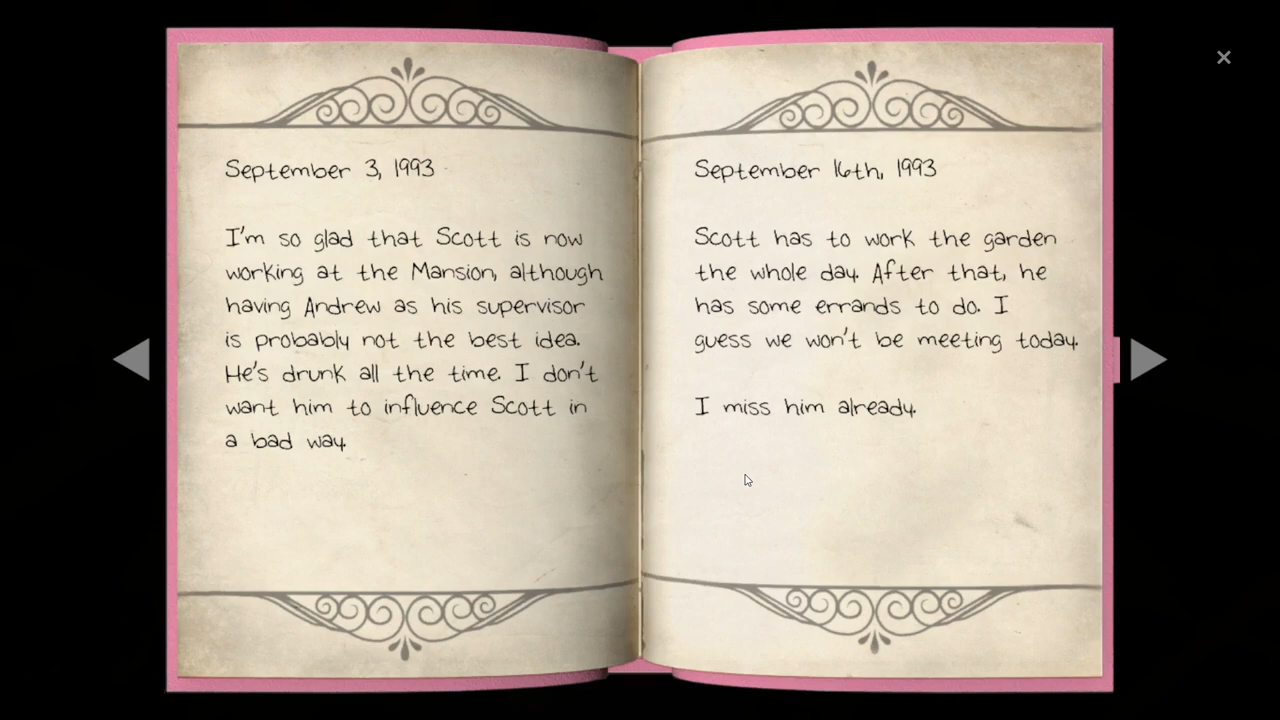 September 3, 1993
I'm so glad that Scott is now
working at the Mansion, although
having Andrew as his supervisor
is probably not the best idea.
He's drunk all the time. I don't
want him to influence Scott in
a bad way.
September 16th, 1993
Scott has to work the garden
the whole day. After that, he
has some errands to do. I
guess we won't be meeting today.
I miss him already.